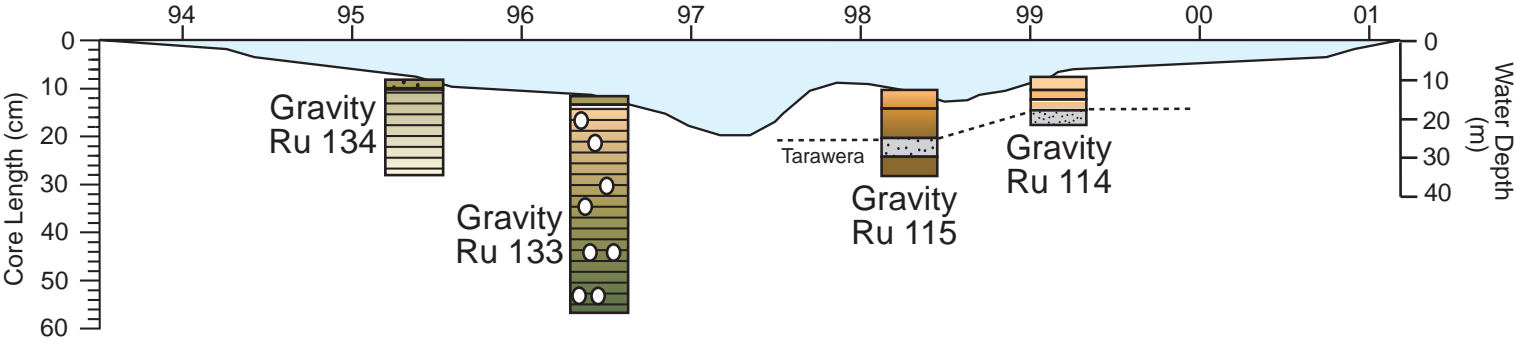 94 95 96 97 98 99 00 01
0
10
20
30
40
50
60
Core Length (cm)
Gravity
Ru 134
Gravity
Ru 133
Tarawera
Gravity
Ru 115
Gravity
Ru 114
0
10
20
30
40
Water Depth
(m)